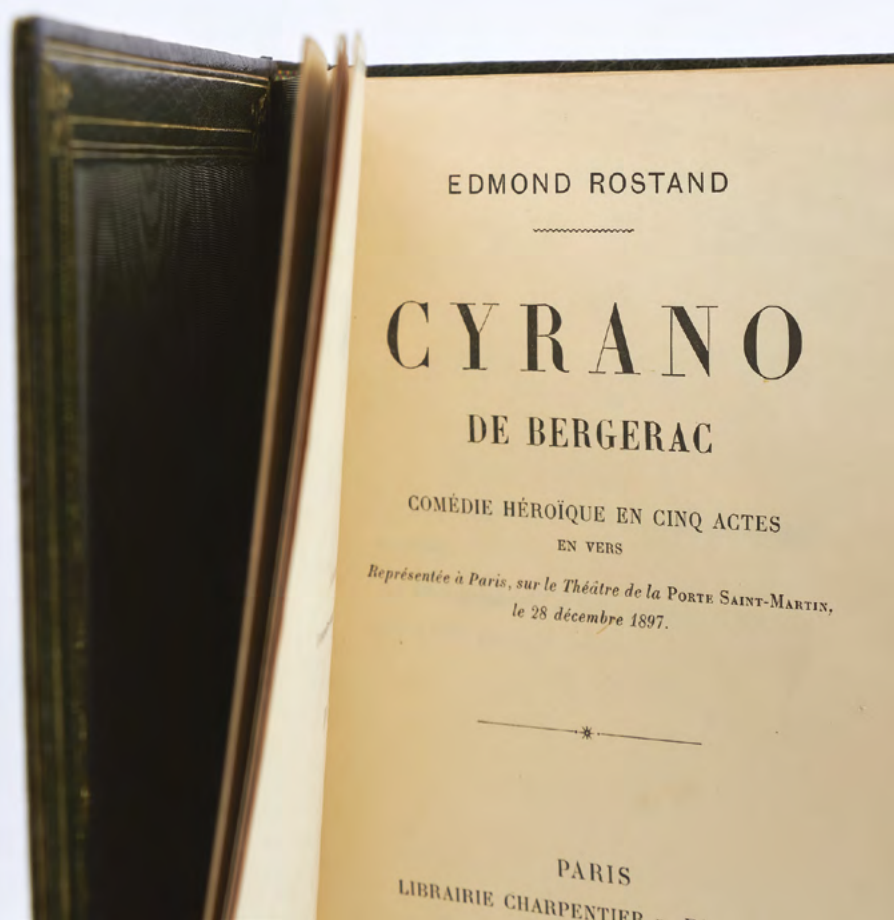 EDMOND ROSTAND
CYRANO
DE BERGERAC
COMÉDIE HÉROÏQUE EN CINQ ACTES
EN VERS
Représentée à Paris, sur le Théâtre de la PORTE SAINT-MARTIN,
le 28 décembre 1897.
PARIS
LIBRAIRIE CHARPENTIER